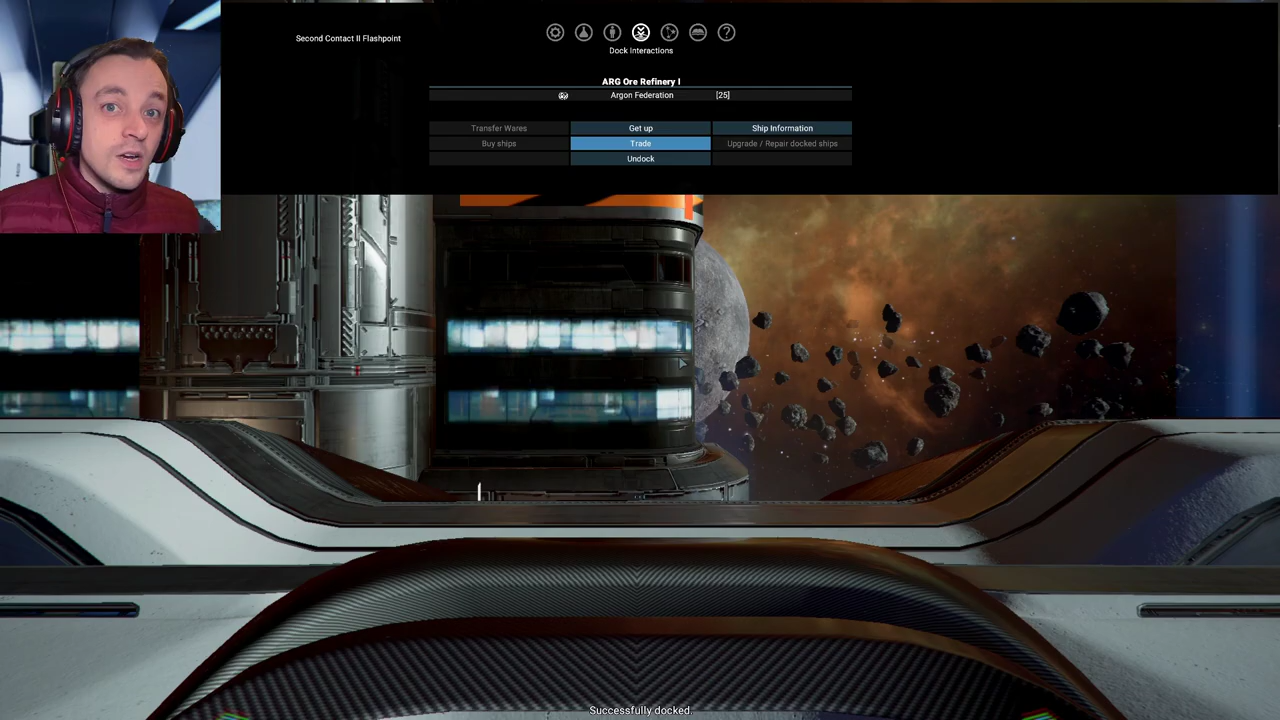 Second Contact II Flashpoint
Dock Interactions
ARG Ore Refinery I
Argon Federation [25]
Transfer Wares Get up Ship Information
Buy ships Trade Upgrade / Repair docked ships
Undock
Successfully docked.